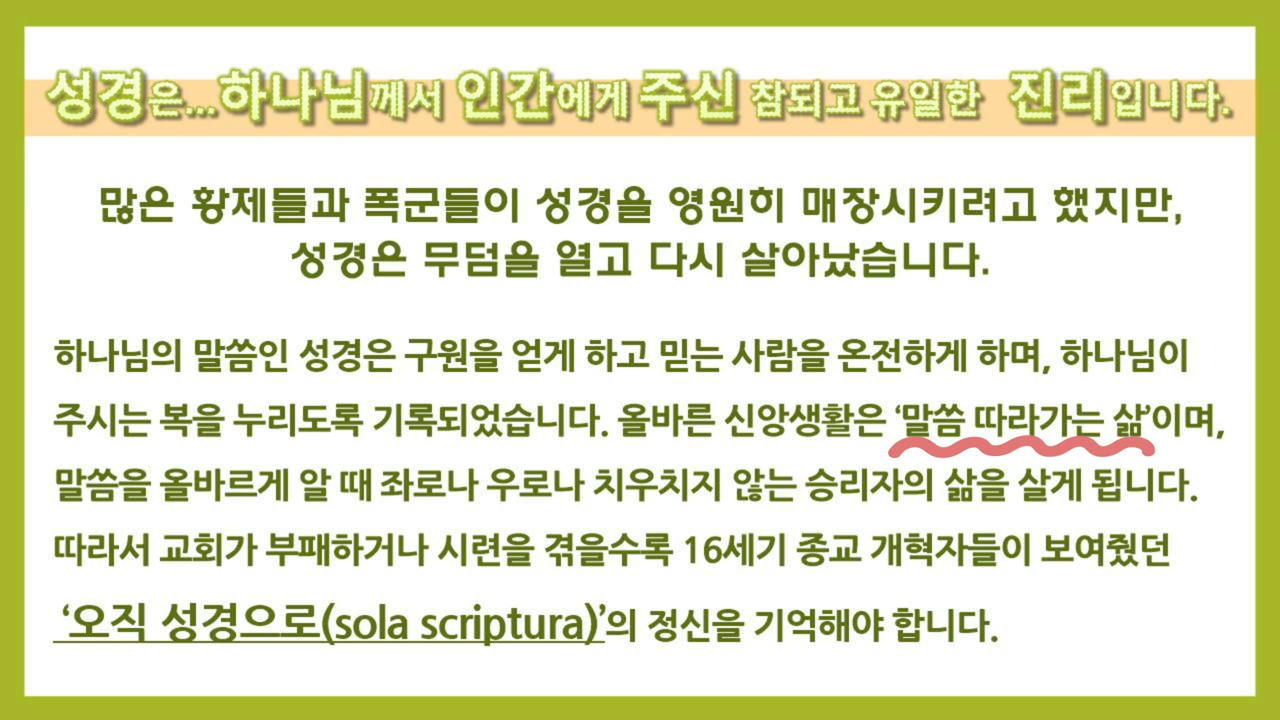 성경은...하나님께서 인간에게 주신 참되고 유일한 진리입니다.
많은 황제들과 폭군들이 성경을 영원히 매장시키려고 했지만,
성경은 무덤을 열고 다시 살아났습니다.
하나님의 말씀인 성경은 구원을 얻게 하고 믿는 사람을 온전하게 하며, 하나님이
주시는 복을 누리도록 기록되었습니다. 올바른 신앙생활은 ‘말씀 따라가는 삶’이며,
말씀을 올바르게 알 때 좌로나 우로나 치우치지 않는 승리자의 삶을 살게 됩니다.
따라서 교회가 부패하거나 시련을 겪을수록 16세기 종교 개혁자들이 보여줬던
‘오직 성경으로(sola scriptura)’의 정신을 기억해야 합니다.